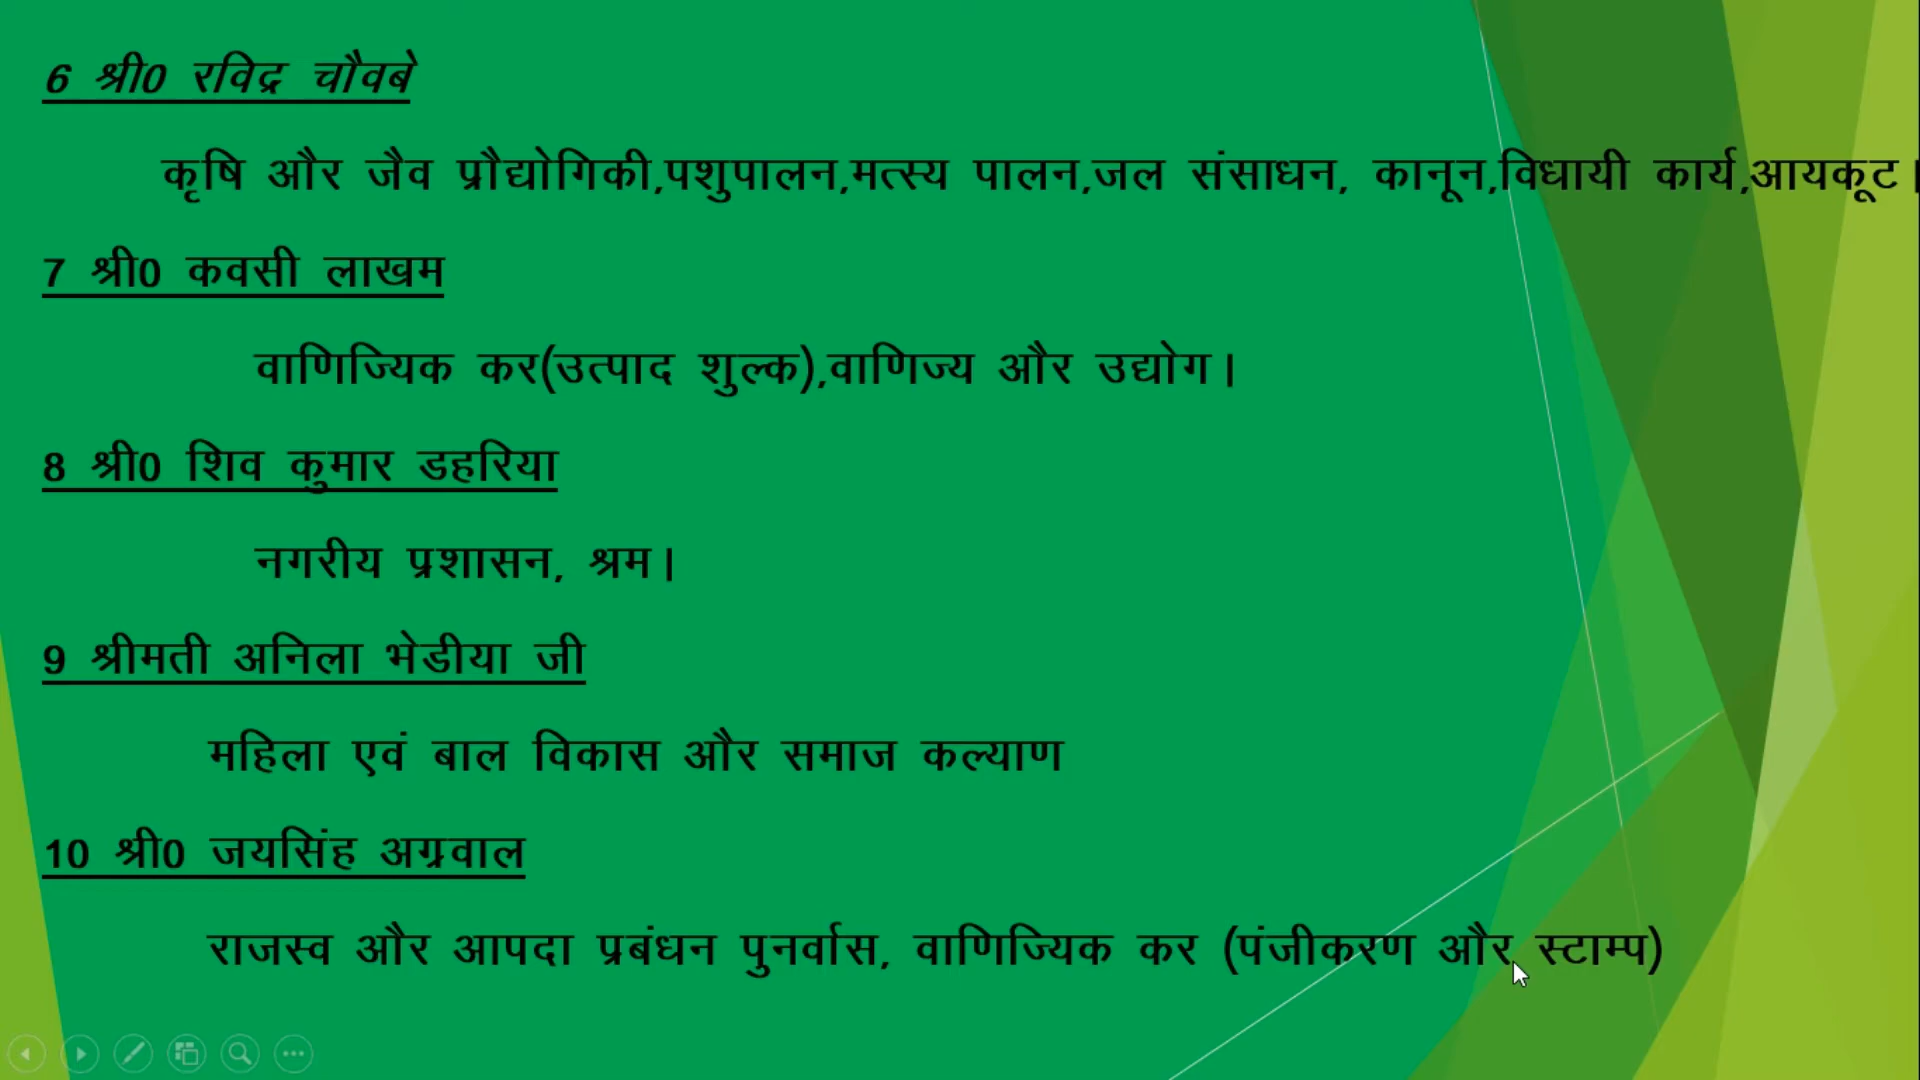 6 श्री0 रविद्र चौवबे
कृषि और जैव प्रौद्योगिकी,पशुपालन,मत्स्य पालन,जल संसाधन, कानून,विधायी कार्य,आयकूट।
7 श्री0 कवसी लाखम
वाणिज्यिक कर(उत्पाद शुल्क),वाणिज्य और उद्योग।
8 श्री0 शिव कुमार डहरिया
नगरीय प्रशासन, श्रम।
9 श्रीमती अनिला भेडीया जी
महिला एवं बाल विकास और समाज कल्याण
10 श्री0 जयसिंह अग्रवाल
राजस्व और आपदा प्रबंधन पुनर्वास, वाणिज्यिक कर (पंजीकरण और स्टाम्प)